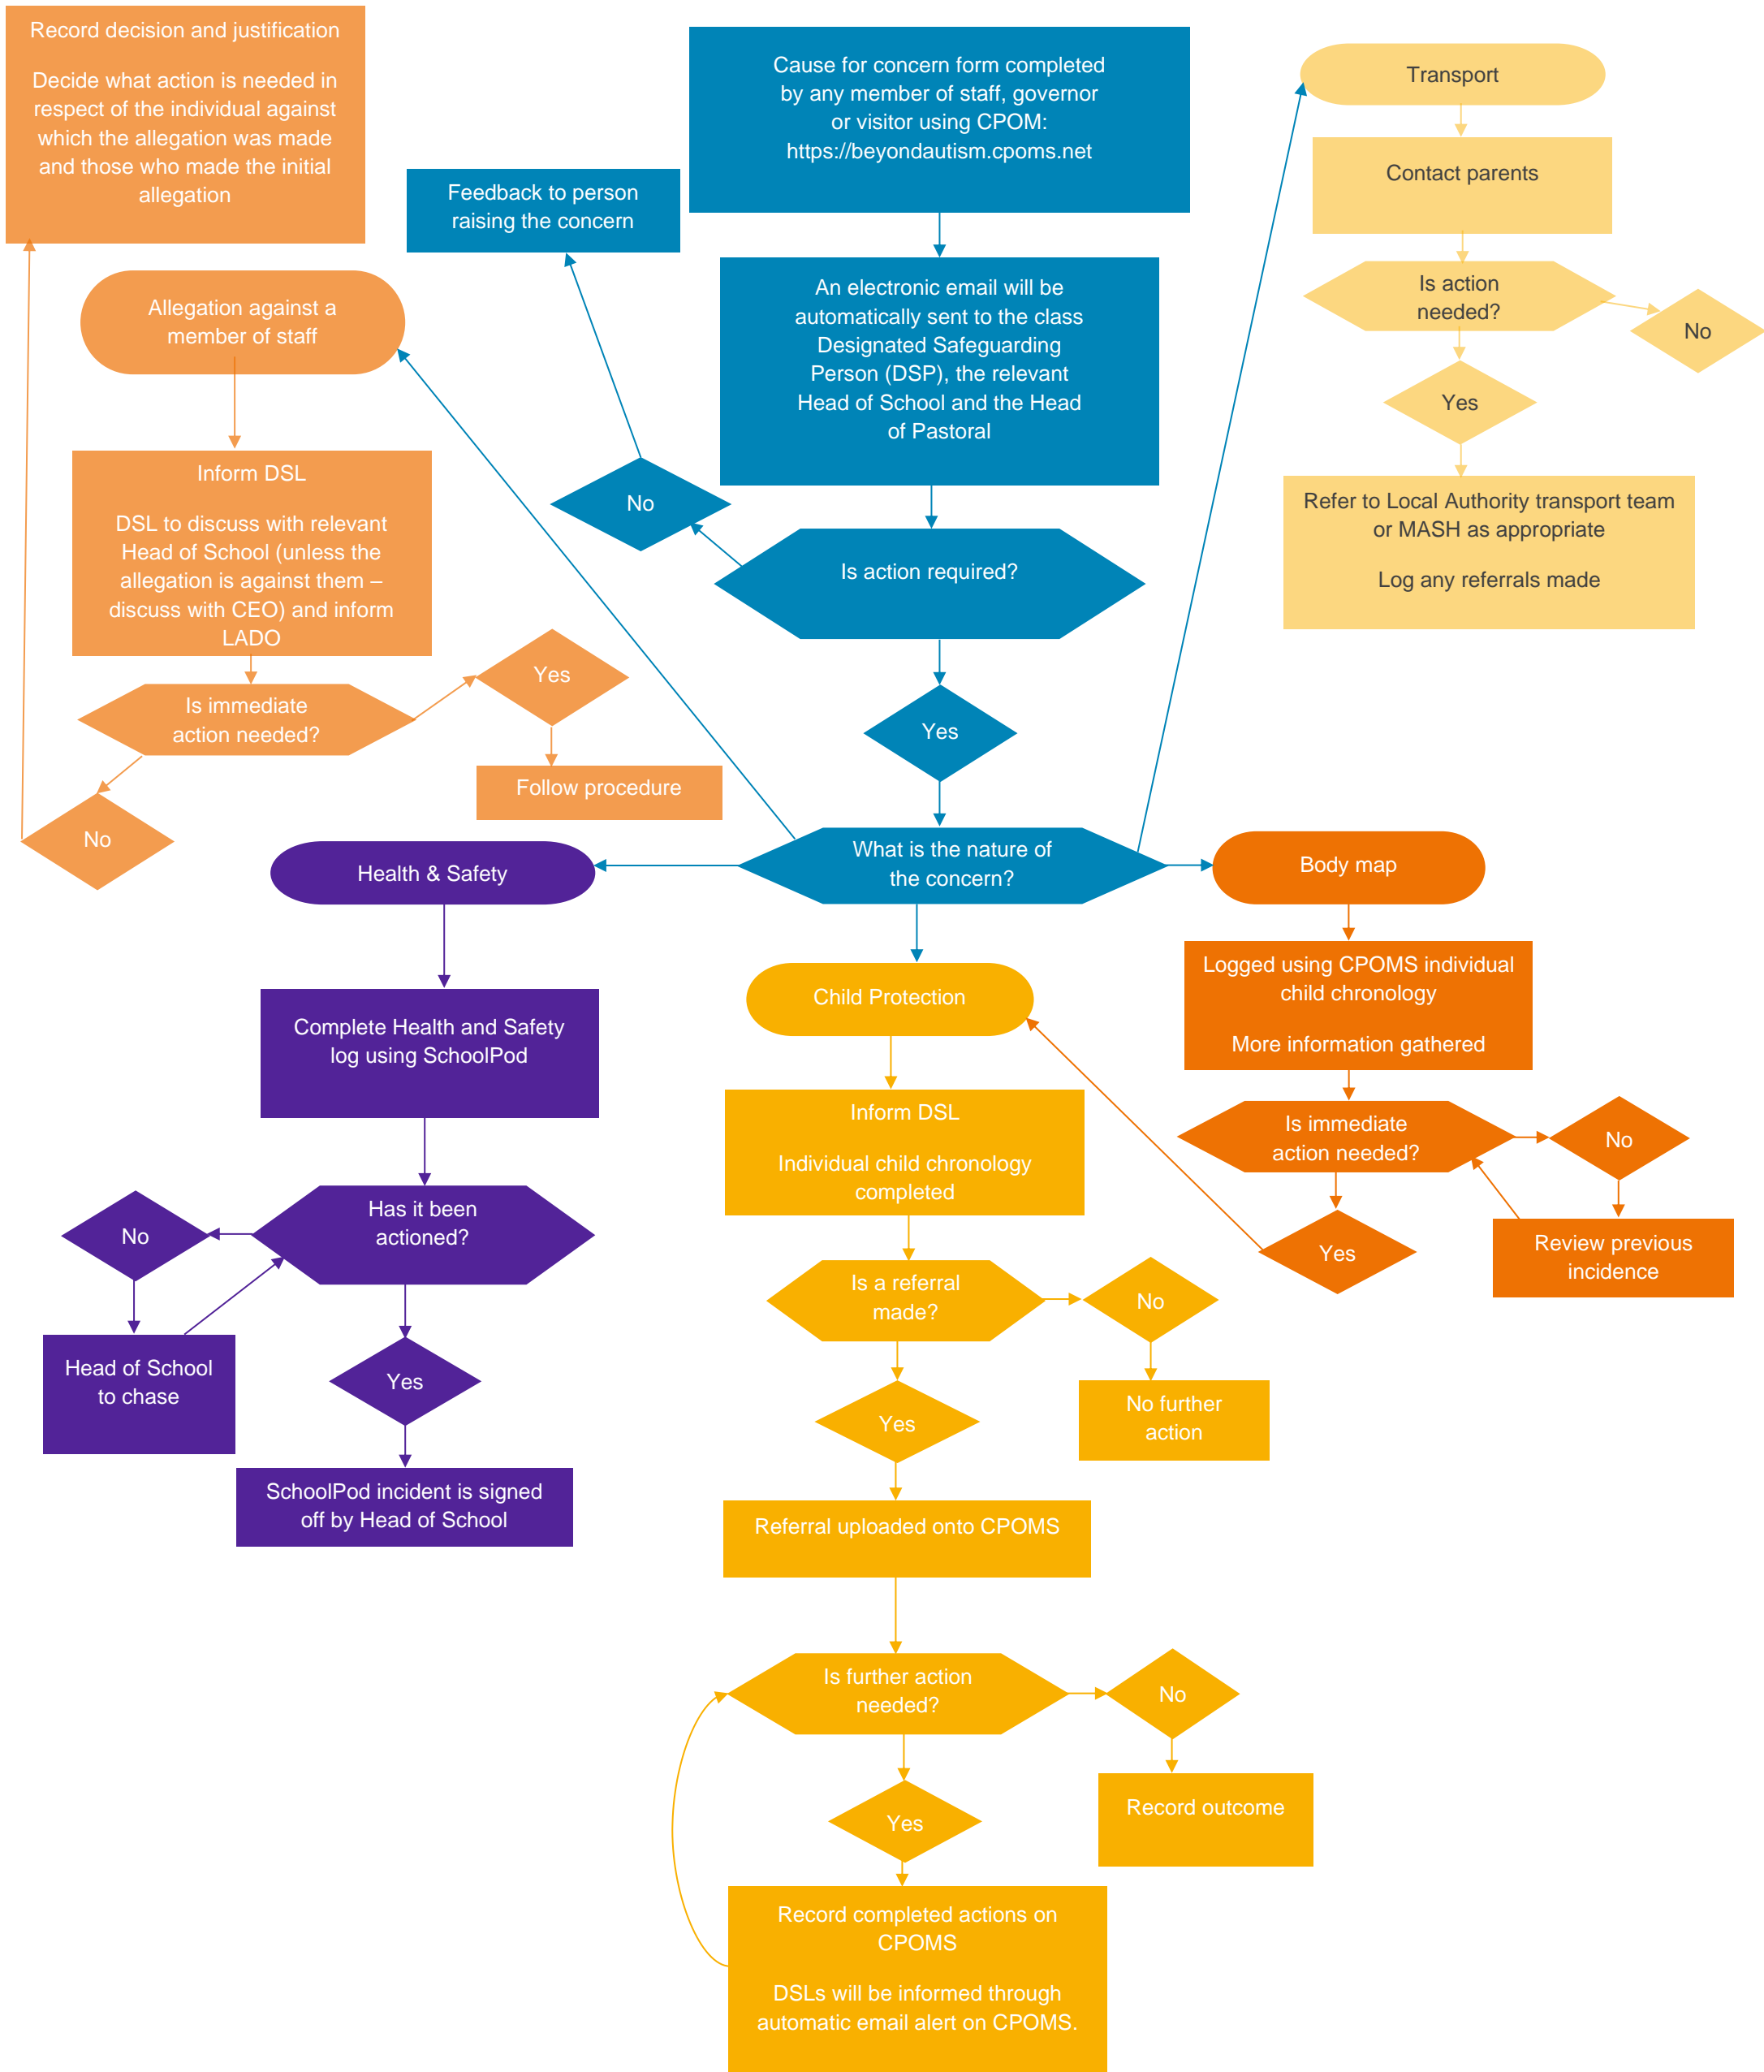 Record decision and justification
Decide what action is needed in
respect of the individual against
which the allegation was made
and those who made the initial
allegation
Cause for concern form completed
by any member of staff, governor
or visitor using CPOM:
https://beyondautism.cpoms.net
Transport
Contact parents
Feedback to person
raising the concern
Is action
needed?
No
Yes
Refer to Local Authority transport team
or MASH as appropriate
Log any referrals made
An electronic email will be
automatically sent to the class
Designated Safeguarding
Person (DSP), the relevant
Head of School and the Head
of Pastoral
Allegation against a
member of staff
Inform DSL
DSL to discuss with relevant
Head of School (unless the
allegation is against them –
discuss with CEO) and inform
LADO
No
Is action required?
Yes
Is immediate
action needed?
Yes
Follow procedure
No
What is the nature of
the concern?
Health & Safety
Body map
Complete Health and Safety
log using SchoolPod
Child Protection
Logged using CPOMS individual
child chronology
More information gathered
Is immediate
action needed?
No
Yes
Review previous
incidence
Inform DSL
Individual child chronology
completed
Has it been
actioned?
No
Head of School
to chase
Yes
SchoolPod incident is signed
off by Head of School
Is a referral
made?
No
No further
action
Yes
Referral uploaded onto CPOMS
Is further action
needed?
No
Record outcome
Yes
Record completed actions on
CPOMS
DSLs will be informed through
automatic email alert on CPOMS.